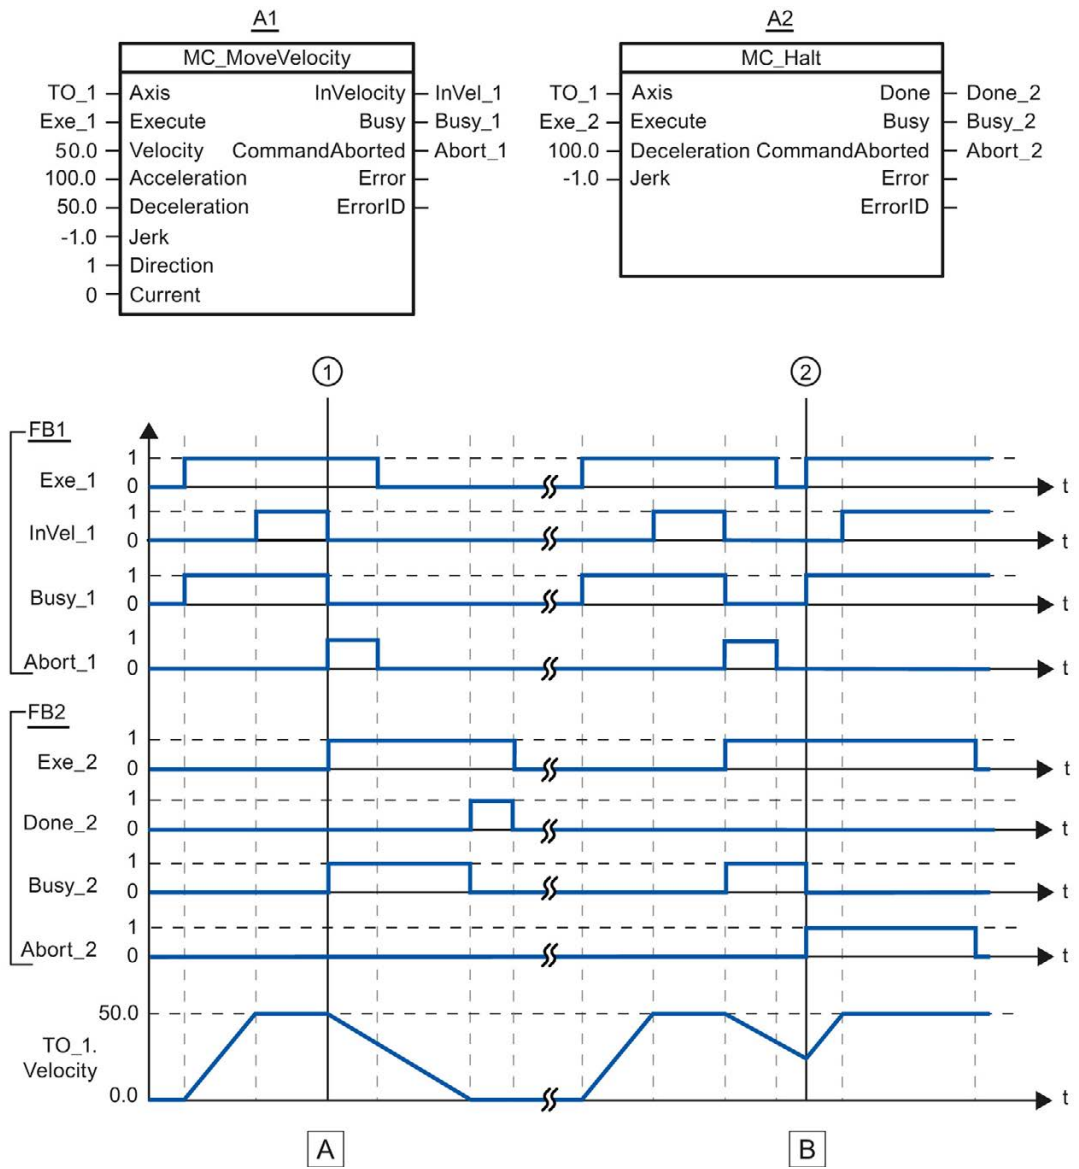 A1 A2
MC_MoveVelocity MC_Halt
TO_1 Axis InVelocity InVel_1 TO_1 Axis Done Done_2
Exe_1 Execute Busy Busy_1 Exe_2 Execute Busy Busy_2
50.0 Velocity CommandAborted Abort_1 100.0 Deceleration CommandAborted Abort_2
100.0 Acceleration Error -1.0 Jerk Error
50.0 Deceleration ErrorID ErrorID
-1.0 Jerk
1 Direction
0 Current
1 2
FB1
1
Exe_1 0 t
1
InVel_1 0 t
1
Busy_1 0 t
1
Abort_1 0 t
FB2
1
Exe_2 0 t
1
Done_2 0 t
1
Busy_2 0 t
1
Abort_2 0 t
50.0
TO_1.
Velocity
0.0 t
A B